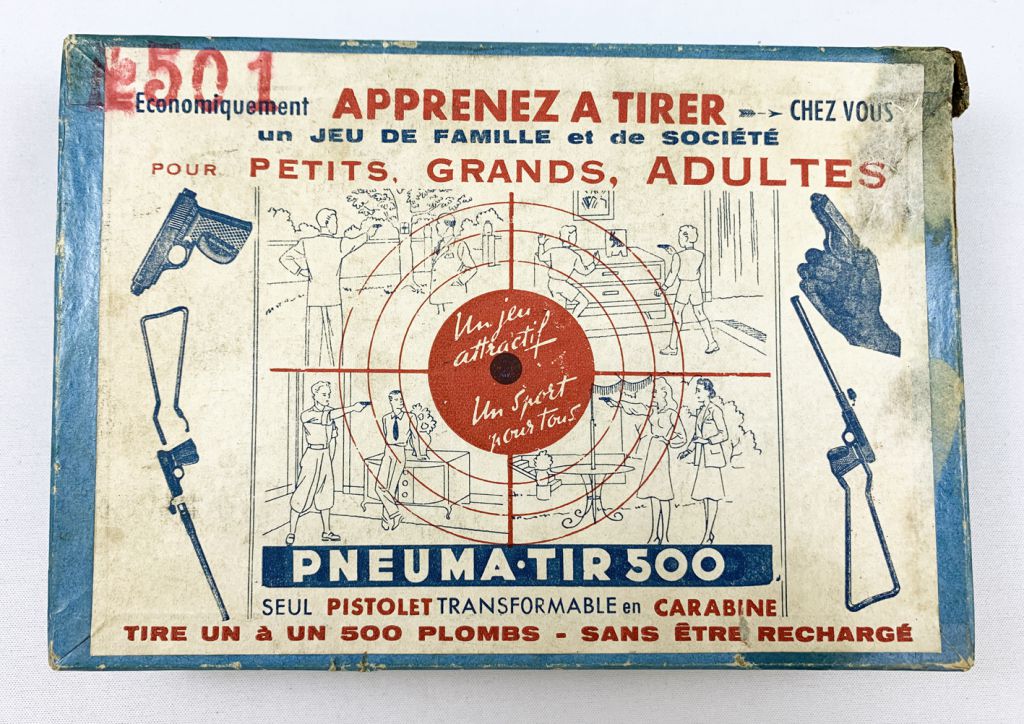 2501
Economiquement APPRENEZ A TIRER CHEZ VOUS
un JEU DE FAMILLE et de SOCIÉTÉ
POUR PETITS, GRANDS, ADULTES
Un jeu
attractif
Un sport
pour tous
PNEUMA-TIR 500
SEUL PISTOLET TRANSFORMABLE en CARABINE
TIRE UN à UN 500 PLOMBS - SANS ÊTRE RECHARGÉ